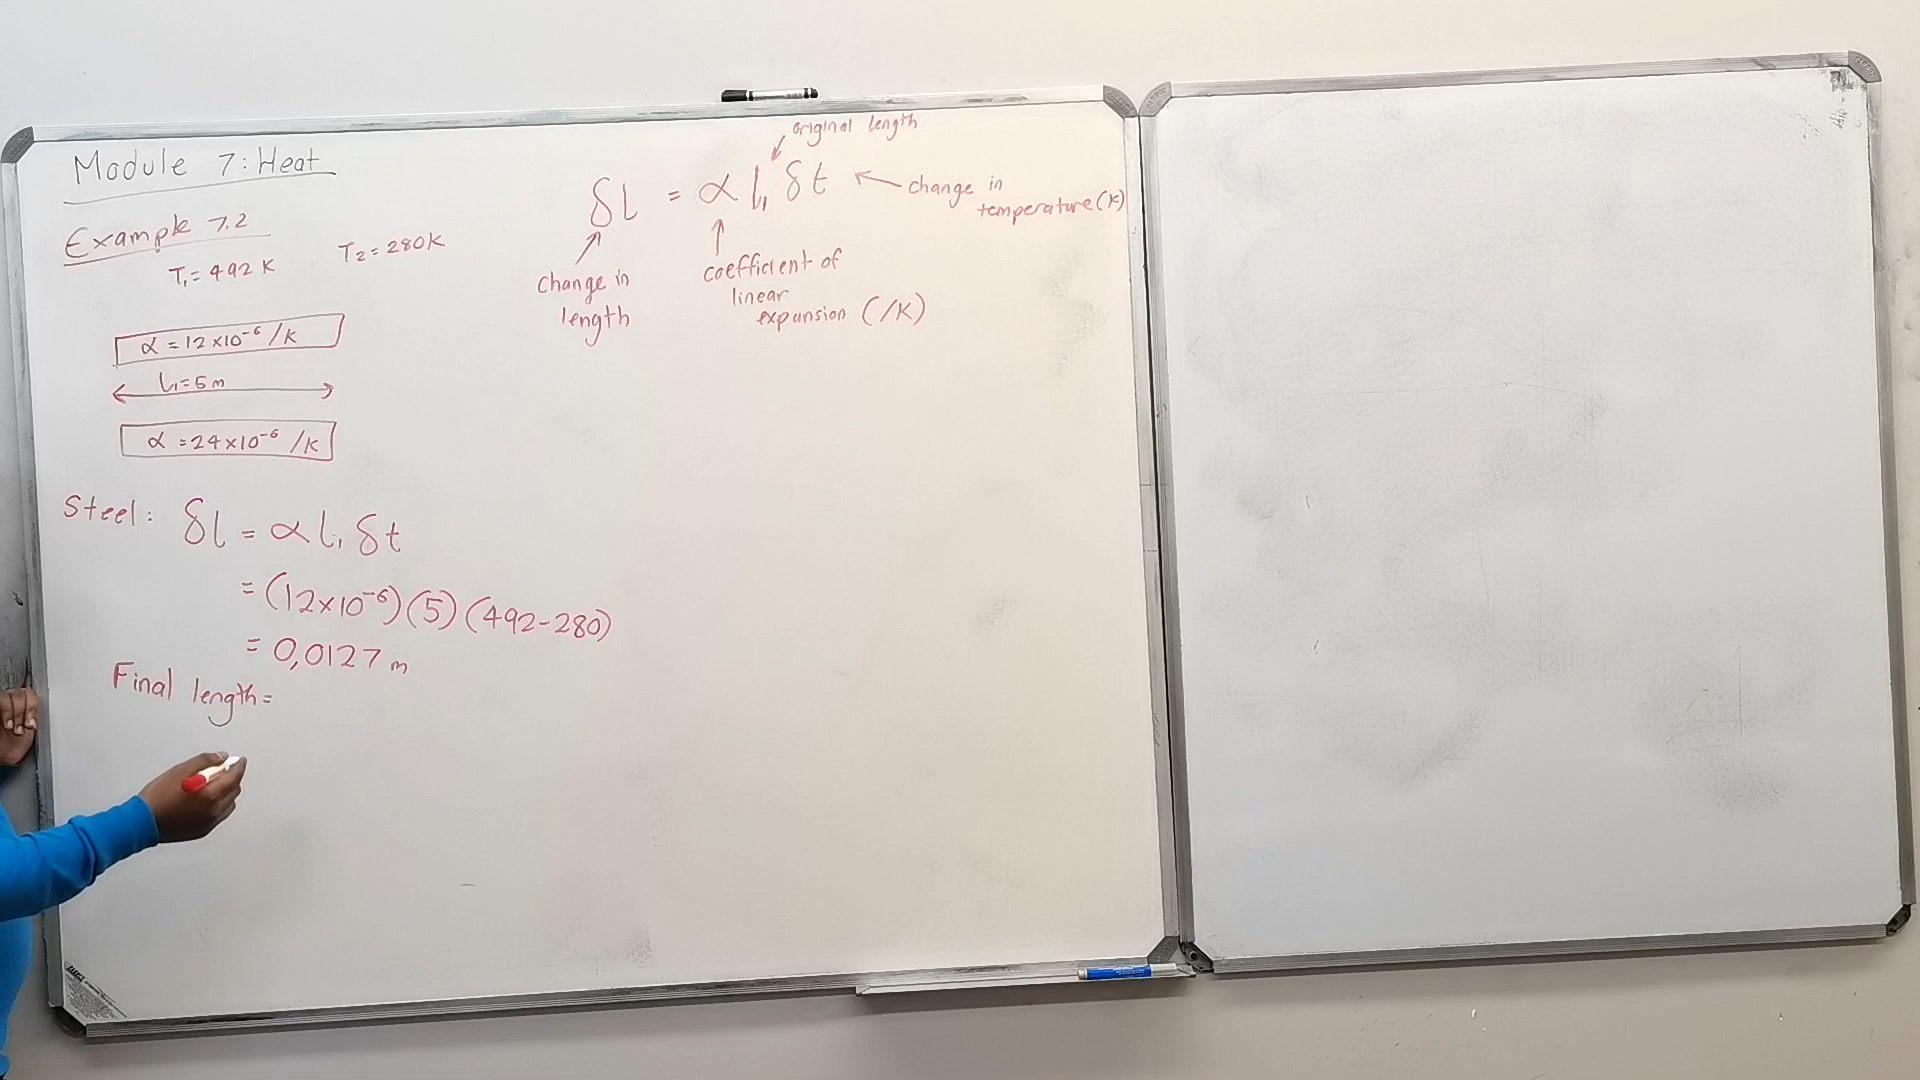 Module 7: Heat
Example 7.2
T₁ = 492 K
T₂ = 280K
α = 12 ×10⁻⁶ /K
L₁ = 5 m
α = 24×10⁻⁶ /K
original length
δl = α l₁ δt
change in
temperature (K)
change in
length
coefficient of
linear
expansion (/K)
Steel: δl = α l₁ δt
= (12×10⁻⁶)(5)(492-280)
= 0,0127 m
Final length =